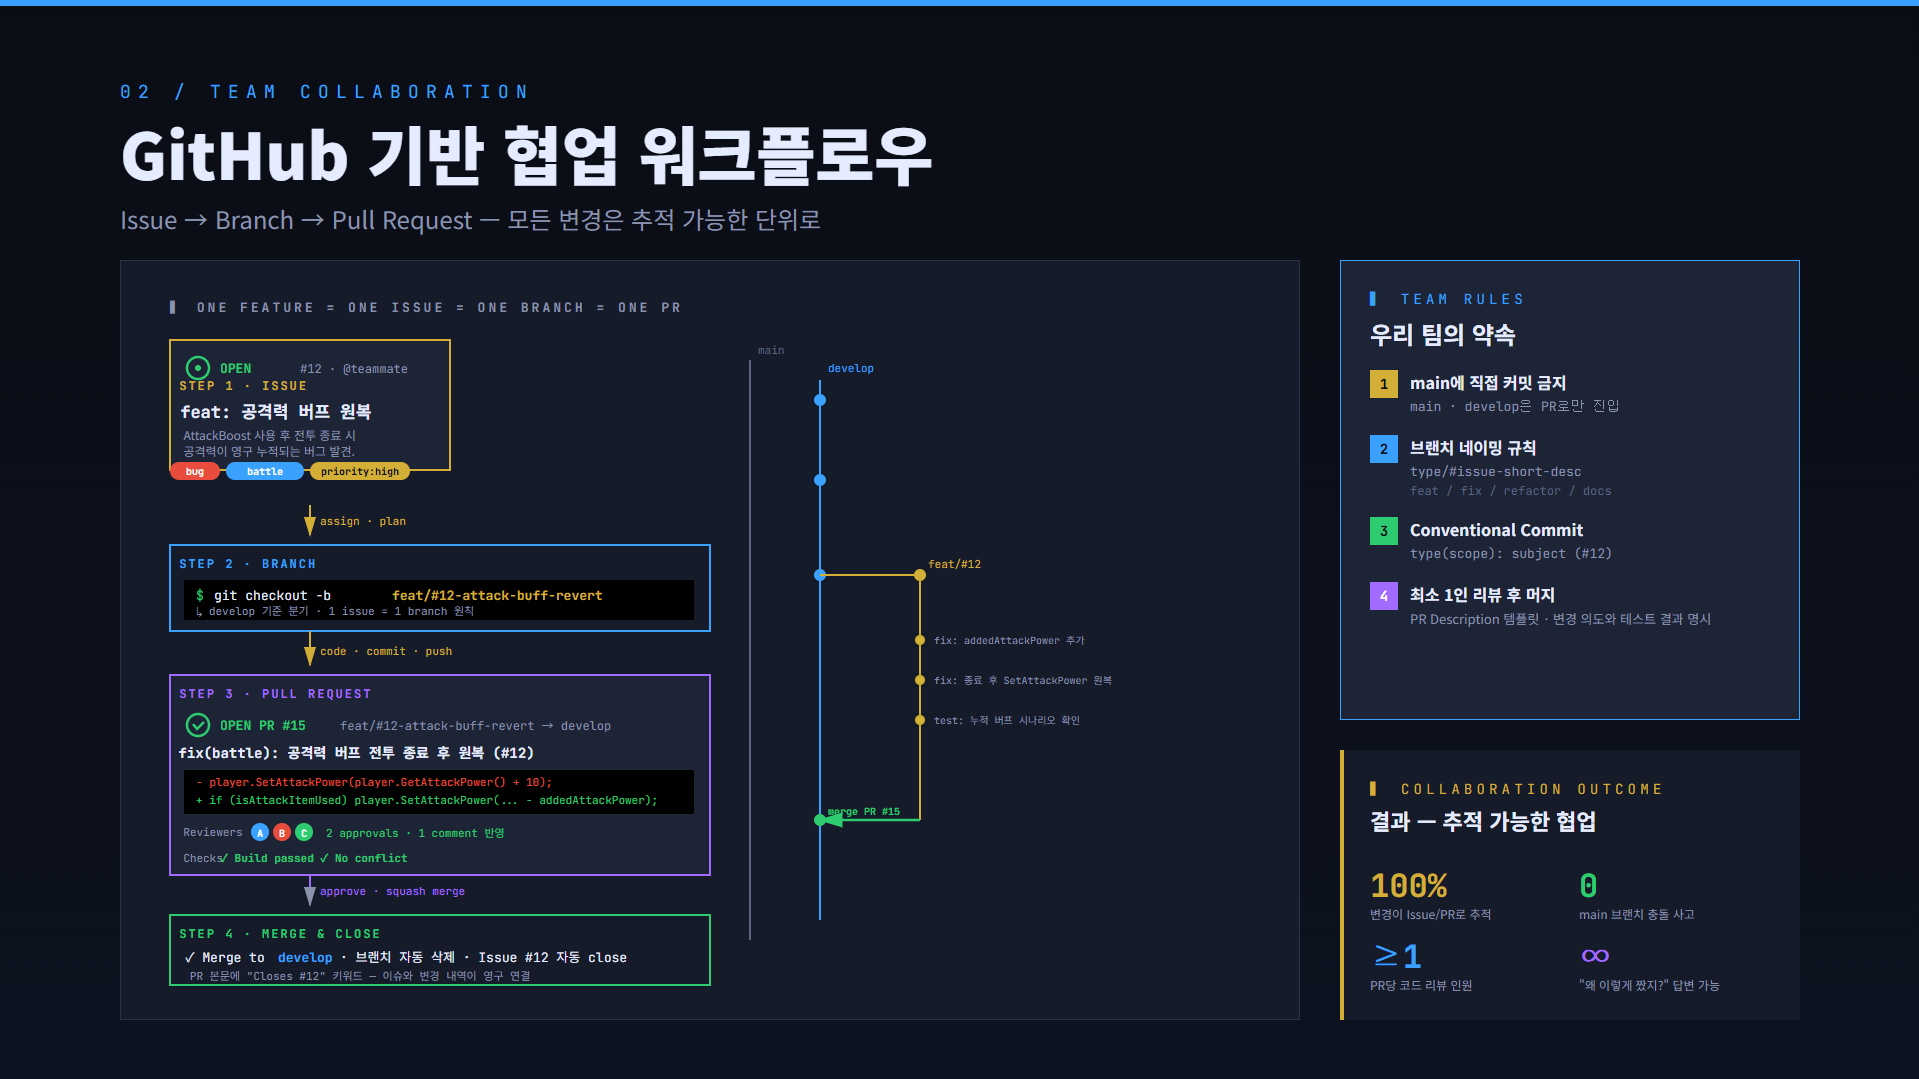 02 / TEAM COLLABORATION
GitHub 기반 협업 워크플로우
Issue → Branch → Pull Request — 모든 변경은 추적 가능한 단위로
ONE FEATURE = ONE ISSUE = ONE BRANCH = ONE PR
OPEN #12 · @teammate
STEP 1 · ISSUE
feat: 공격력 버프 원복
AttackBoost 사용 후 전투 종료 시
공격력이 영구 누적되는 버그 발견.
bug battle priority:high
assign · plan
STEP 2 · BRANCH
$ git checkout -b feat/#12-attack-buff-revert
↳ develop 기준 분기 · 1 issue = 1 branch 원칙
code · commit · push
STEP 3 · PULL REQUEST
OPEN PR #15 feat/#12-attack-buff-revert → develop
fix(battle): 공격력 버프 전투 종료 후 원복 (#12)
- player.SetAttackPower(player.GetAttackPower() + 10);
+ if (isAttackItemUsed) player.SetAttackPower(... - addedAttackPower);
Reviewers A B C 2 approvals · 1 comment 반영
Checks ✓ Build passed ✓ No conflict
approve · squash merge
STEP 4 · MERGE & CLOSE
✓ Merge to develop · 브랜치 자동 삭제 · Issue #12 자동 close
PR 본문에 "Closes #12" 키워드 — 이슈와 변경 내역이 영구 연결
main
develop
feat/#12
fix: addedAttackPower 추가
fix: 종료 후 SetAttackPower 원복
test: 누적 버프 시나리오 확인
merge PR #15
TEAM RULES
우리 팀의 약속
1 main에 직접 커밋 금지
main · develop은 PR로만 진입
2 브랜치 네이밍 규칙
type/#issue-short-desc
feat / fix / refactor / docs
3 Conventional Commit
type(scope): subject (#12)
4 최소 1인 리뷰 후 머지
PR Description 템플릿 · 변경 의도와 테스트 결과 명시
COLLABORATION OUTCOME
결과 — 추적 가능한 협업
100%
변경이 Issue/PR로 추적
0
main 브랜치 충돌 사고
≥1
PR당 코드 리뷰 인원
∞
"왜 이렇게 짰지?" 답변 가능